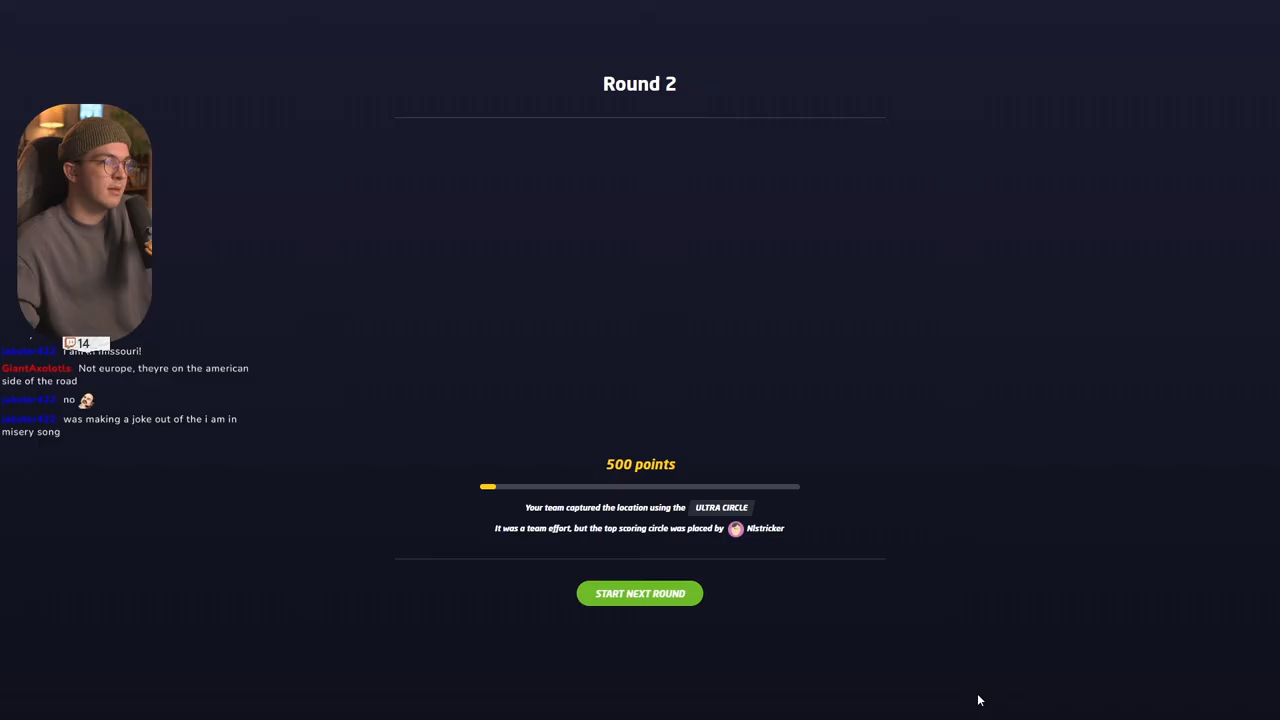 Round 2
14
i am in missouri!
GiantAxolotls Not europe, theyre on the american
side of the road
no
was making a joke out of the i am in
misery song
500 points
Your team captured the location using the ULTRA CIRCLE
It was a team effort, but the top scoring circle was placed by Nlstricker
START NEXT ROUND